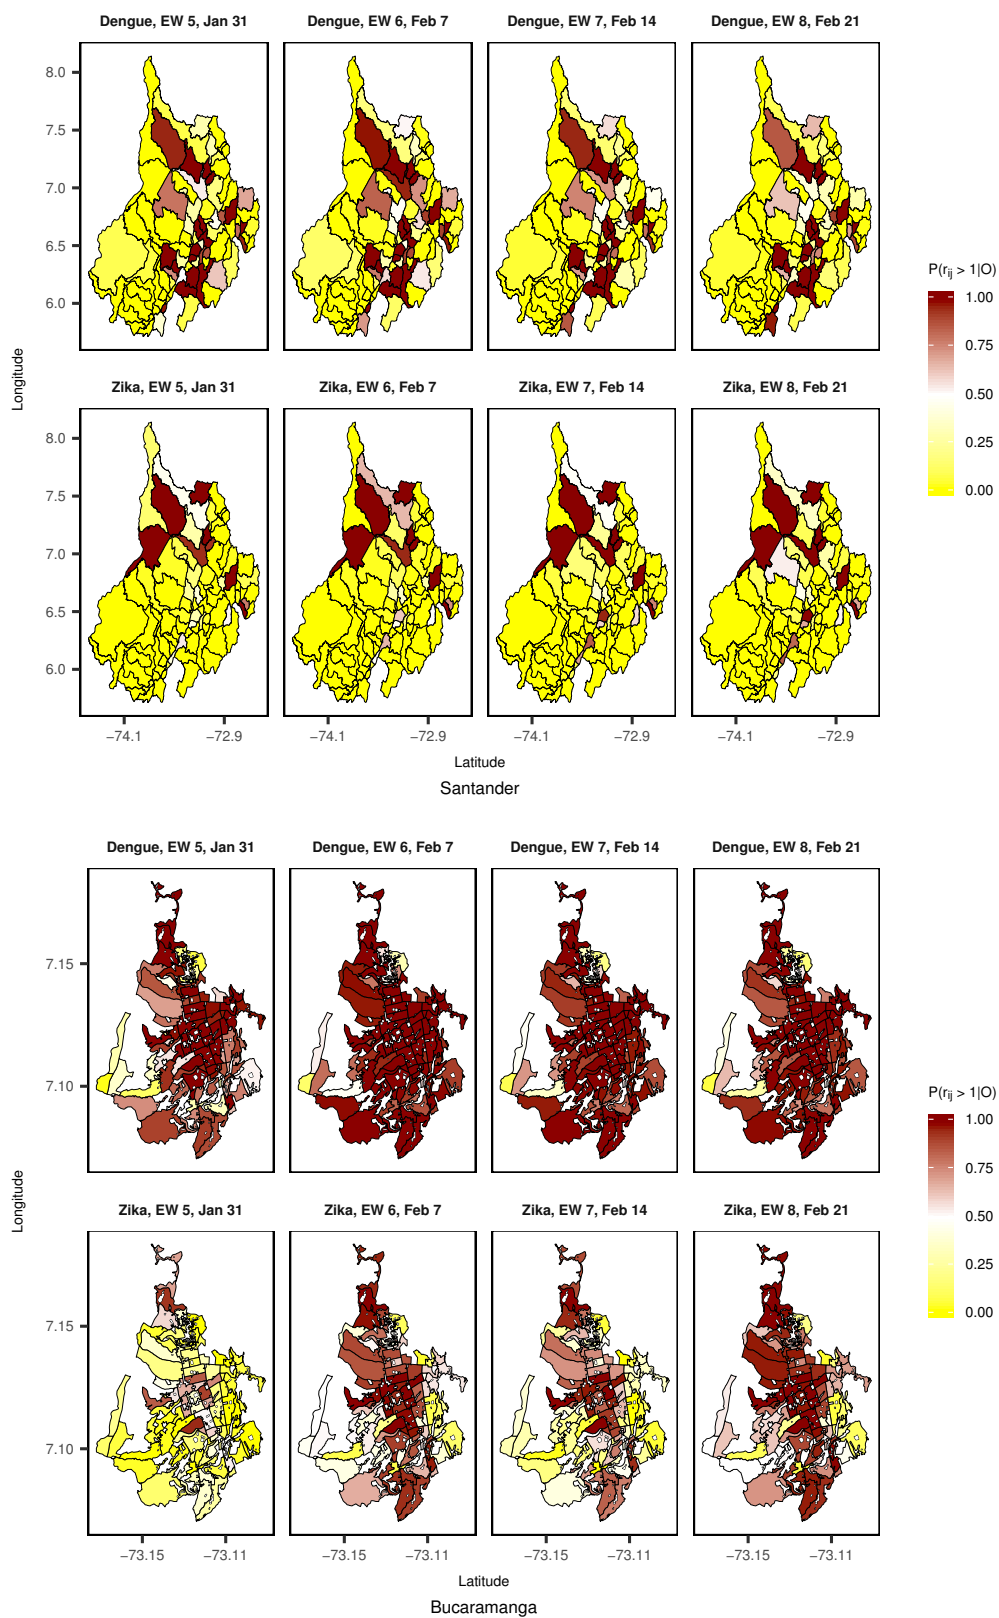 Dengue, EW 5, Jan 31
Dengue, EW 6, Feb 7
Dengue, EW 7, Feb 14
Dengue, EW 8, Feb 21
8.0
7.5
7.0
6.5
6.0
Zika, EW 5, Jan 31
Zika, EW 6, Feb 7
Zika, EW 7, Feb 14
Zika, EW 8, Feb 21
8.0
7.5
7.0
6.5
6.0
Longitude
−74.1
−72.9
−74.1
−72.9
−74.1
−72.9
−74.1
−72.9
Latitude
Santander
P(rij > 1|O)
1.00
0.75
0.50
0.25
0.00
Dengue, EW 5, Jan 31
Dengue, EW 6, Feb 7
Dengue, EW 7, Feb 14
Dengue, EW 8, Feb 21
7.15
7.10
Zika, EW 5, Jan 31
Zika, EW 6, Feb 7
Zika, EW 7, Feb 14
Zika, EW 8, Feb 21
7.15
7.10
Longitude
−73.15
−73.11
−73.15
−73.11
−73.15
−73.11
−73.15
−73.11
Latitude
Bucaramanga
P(rij > 1|O)
1.00
0.75
0.50
0.25
0.00